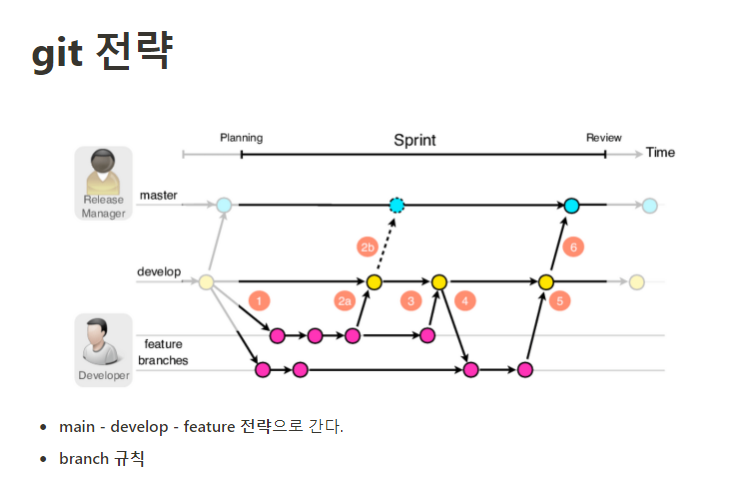 git 전략
Planning
Sprint
Review
Time
Release
Manager
master
2b
6
develop
1
2a
3
4
5
feature
branches
Developer
main - develop - feature 전략으로 간다.
branch 규칙